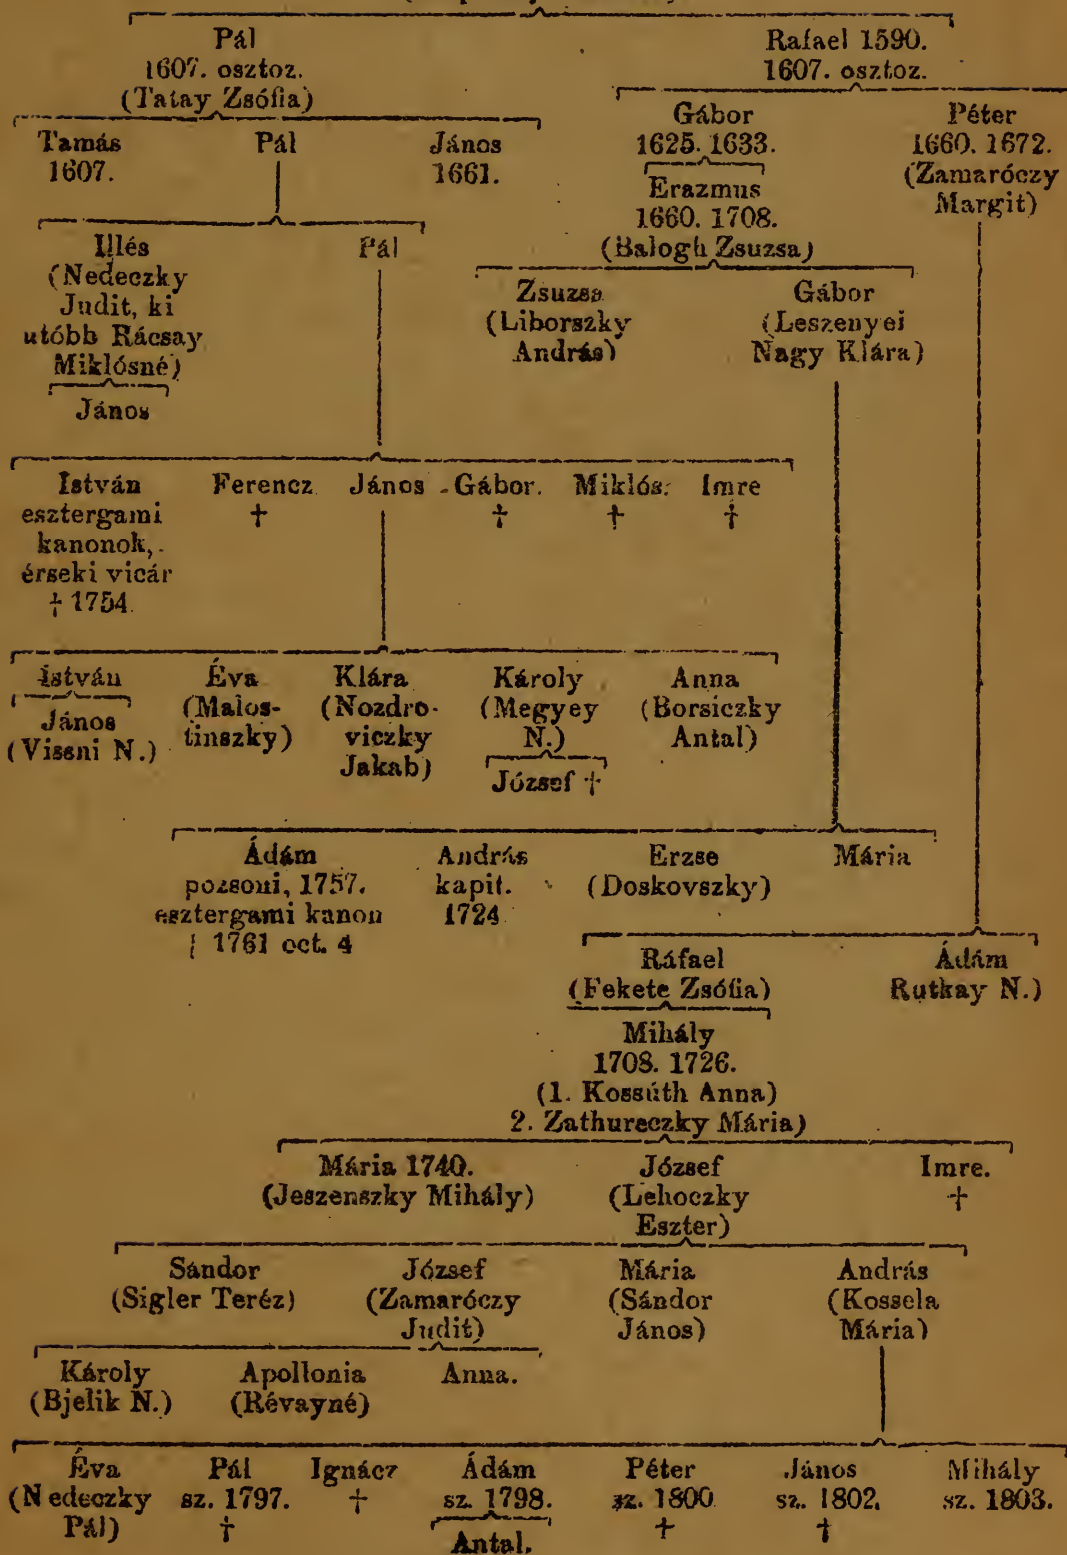 Pál Rafael 1590.
1607. osztoz. 1607. osztoz.
(Tatay Zsófia)
Gábor Péter
Tamás Pál János 1625. 1633. 1660. 1672.
1607. 1661. (Zamaróczy
Erazmus Margit)
1660. 1708.
Illés Pál (Balogh Zsuzsa)
(Nedeczky
Judit, ki Zsuzsa Gábor
utóbb Rácsay (Liborszky (Leszenyei
Miklósné) András) Nagy Klára)
János
István Ferencz János Gábor. Miklós. Imre
esztergami † † † †
kanonok,
érseki vicár
† 1754.
István Éva Klára Károly Anna
(Malos- (Nozdro- (Megyey (Borsiczky
János tinszky) viczky N.) Antal)
(Vissni N.) Jakab)
József †
Ádám András Erzse Mária
pozsoni, 1757. kapit. (Doskovszky)
esztergami kanon 1724
† 1761 oct. 4
Ráfael Ádám
(Fekete Zsófia) Rutkay N.)
Mihály
1708. 1726.
(1. Kossúth Anna)
2. Zathureczky Mária)
Mária 1740. József Imre.
(Jeszenszky Mihály) (Lehoczky †
Eszter)
Sándor József Mária András
(Sigler Teréz) (Zamaróczy (Sándor (Kossela
Judit) János) Mária)
Károly Apollonia Anna.
(Bjelik N.) (Révayné)
Éva Pál Ignácz Ádám Péter János Mihály
(Nedeczky sz. 1797. † sz. 1798. sz. 1800 sz. 1802. sz. 1803.
Pál) † † †
Antal.